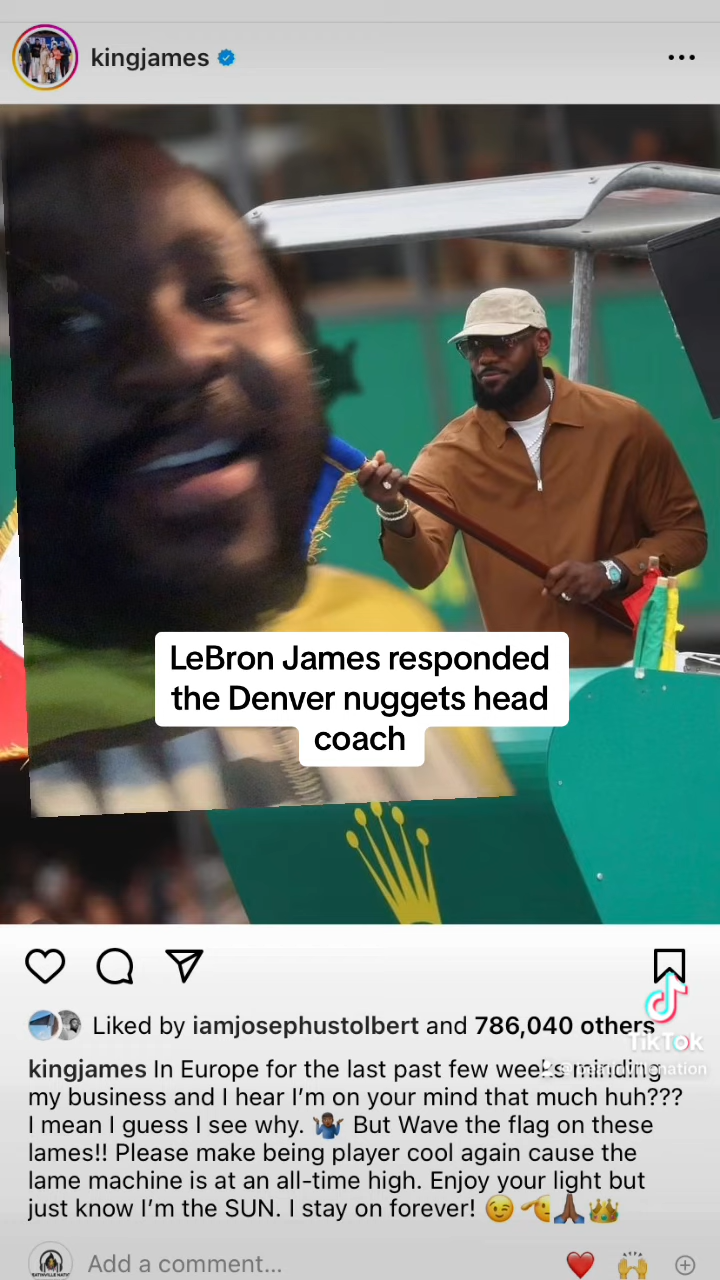 kingjames
LeBron James responded
the Denver nuggets head
coach
Liked by iamjosephustolbert and 786,040 others
TikTok
kingjames In Europe for the last past few weeks minding
my business and I hear I'm on your mind that much huh???
I mean I guess I see why. 🤷🏾‍♂️ But Wave the flag on these
lames!! Please make being player cool again cause the
lame machine is at an all-time high. Enjoy your light but
just know I'm the SUN. I stay on forever! 😉 🫡🙏🏾👑
Add a comment...